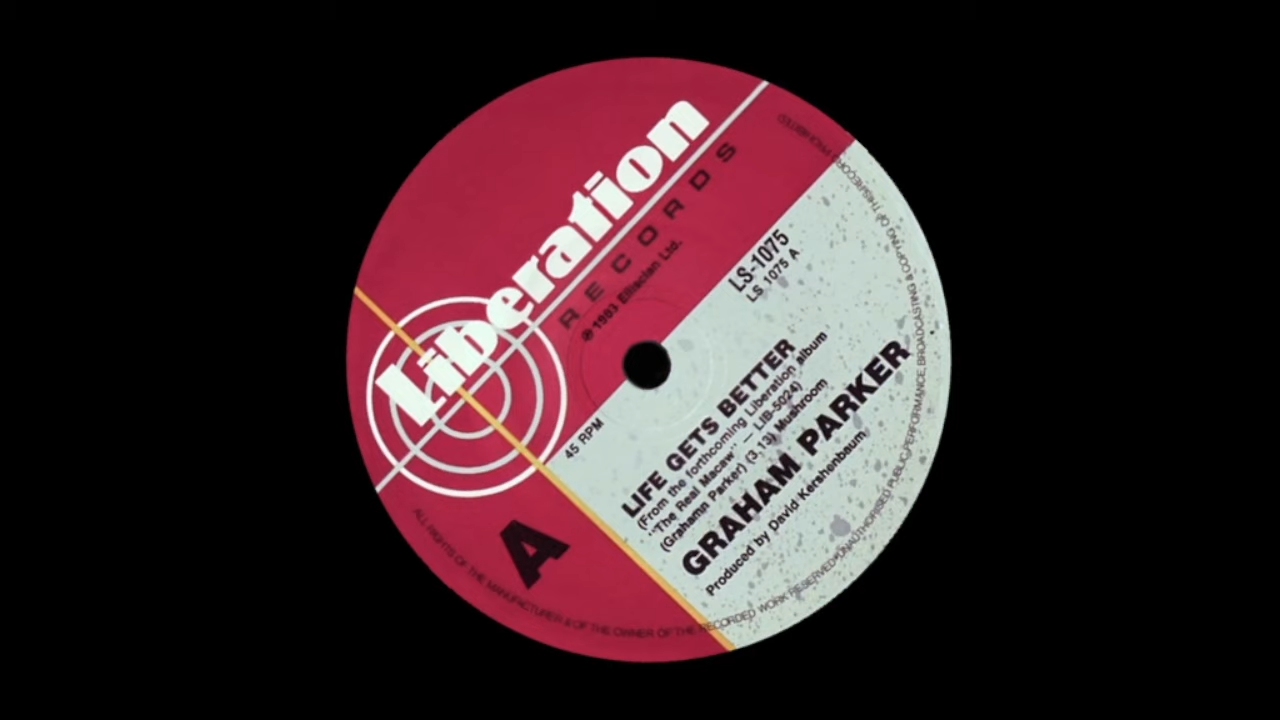 Liberation
RECORDS
℗ 1983 Ellisclan Ltd.
LS-1075
LS 1075 A
45 RPM
LIFE GETS BETTER
(From the forthcoming Liberation album
"The Real Macaw" — LIB-5024)
(Grahamn Parker) (3.13) Mushroom
GRAHAM PARKER
Produced by David Kershenbaum
A
ALL RIGHTS OF THE MANUFACTURER & OF THE OWNER OF THE RECORDED WORK RESERVED•UNAUTHORISED PUBLIC PERFORMANCE, BROADCASTING & COPYING OF THIS RECORD PROHIBITED